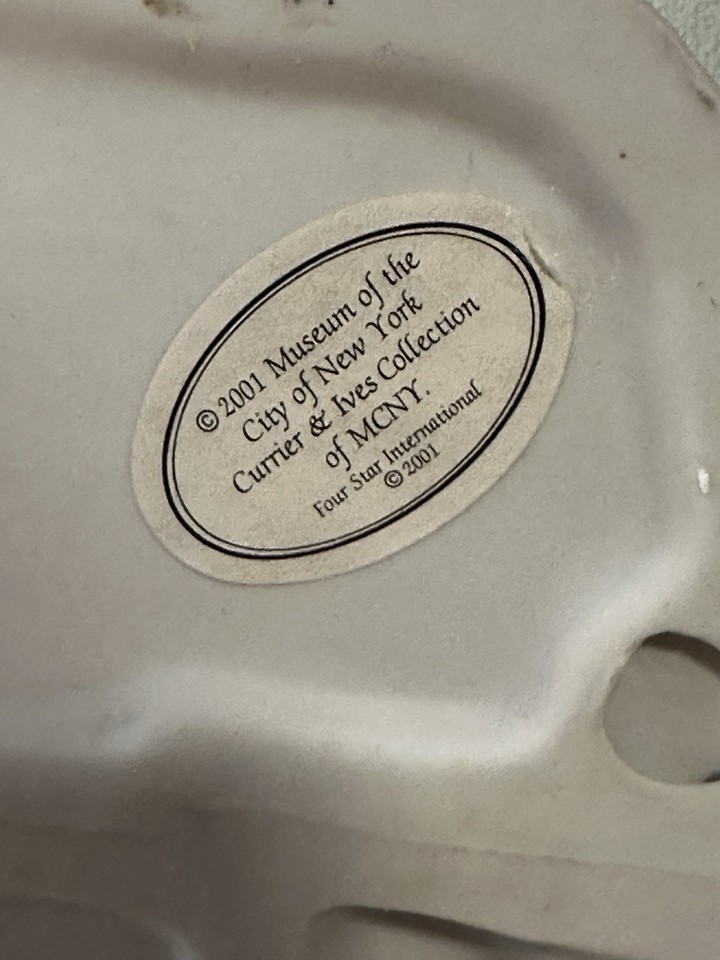 © 2001 Museum of the
City of New York
Currier & Ives Collection
of MCNY.
Four Star International
© 2001